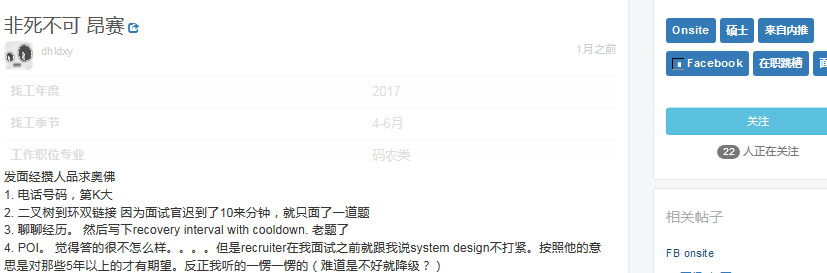 非死不可 昂赛
dhldxy
1月之前
找工年度 2017
找工季节 4-6月
工作职位专业 码农类
发面经攒人品求奥佛
1. 电话号码，第K大
2. 二叉树到环双链接 因为面试官迟到了10来分钟，就只面了一道题
3. 聊聊经历。 然后写下recovery interval with cooldown. 老题了
4. POI。 觉得答的很不怎么样。。。。但是recruiter在我面试之前就跟我说system design不打紧。按照他的意
思是对那些5年以上的才有期望。反正我听的一愣一愣的（ 难道是不好就降级？）
Onsite 硕士 来自内推
Facebook 在职跳槽
关注
22 人正在关注
相关帖子
FB onsite